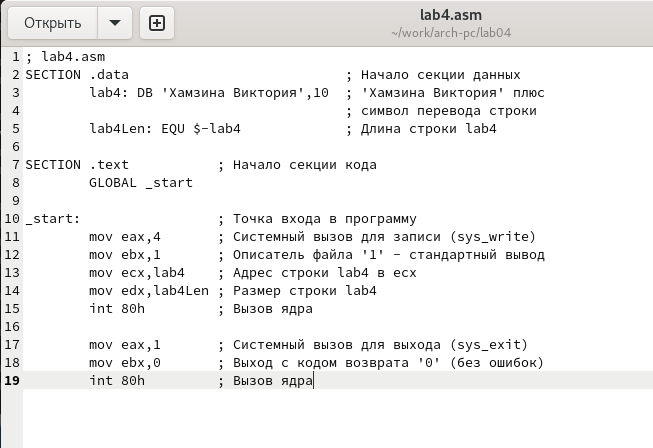 Открыть
lab4.asm
~/work/arch-pc/lab04
1 ; lab4.asm
2 SECTION .data                           ; Начало секции данных
3         lab4: DB 'Хамзина Виктория',10  ; 'Хамзина Виктория' плюс
4                                         ; символ перевода строки
5         lab4Len: EQU $-lab4             ; Длина строки lab4
6
7 SECTION .text           ; Начало секции кода
8         GLOBAL _start
9
10 _start:                 ; Точка входа в программу
11         mov eax,4       ; Системный вызов для записи (sys_write)
12         mov ebx,1       ; Описатель файла '1' - стандартный вывод
13         mov ecx,lab4    ; Адрес строки lab4 в ecx
14         mov edx,lab4Len ; Размер строки lab4
15         int 80h         ; Вызов ядра
16
17         mov eax,1       ; Системный вызов для выхода (sys_exit)
18         mov ebx,0       ; Выход с кодом возврата '0' (без ошибок)
19         int 80h         ; Вызов ядра